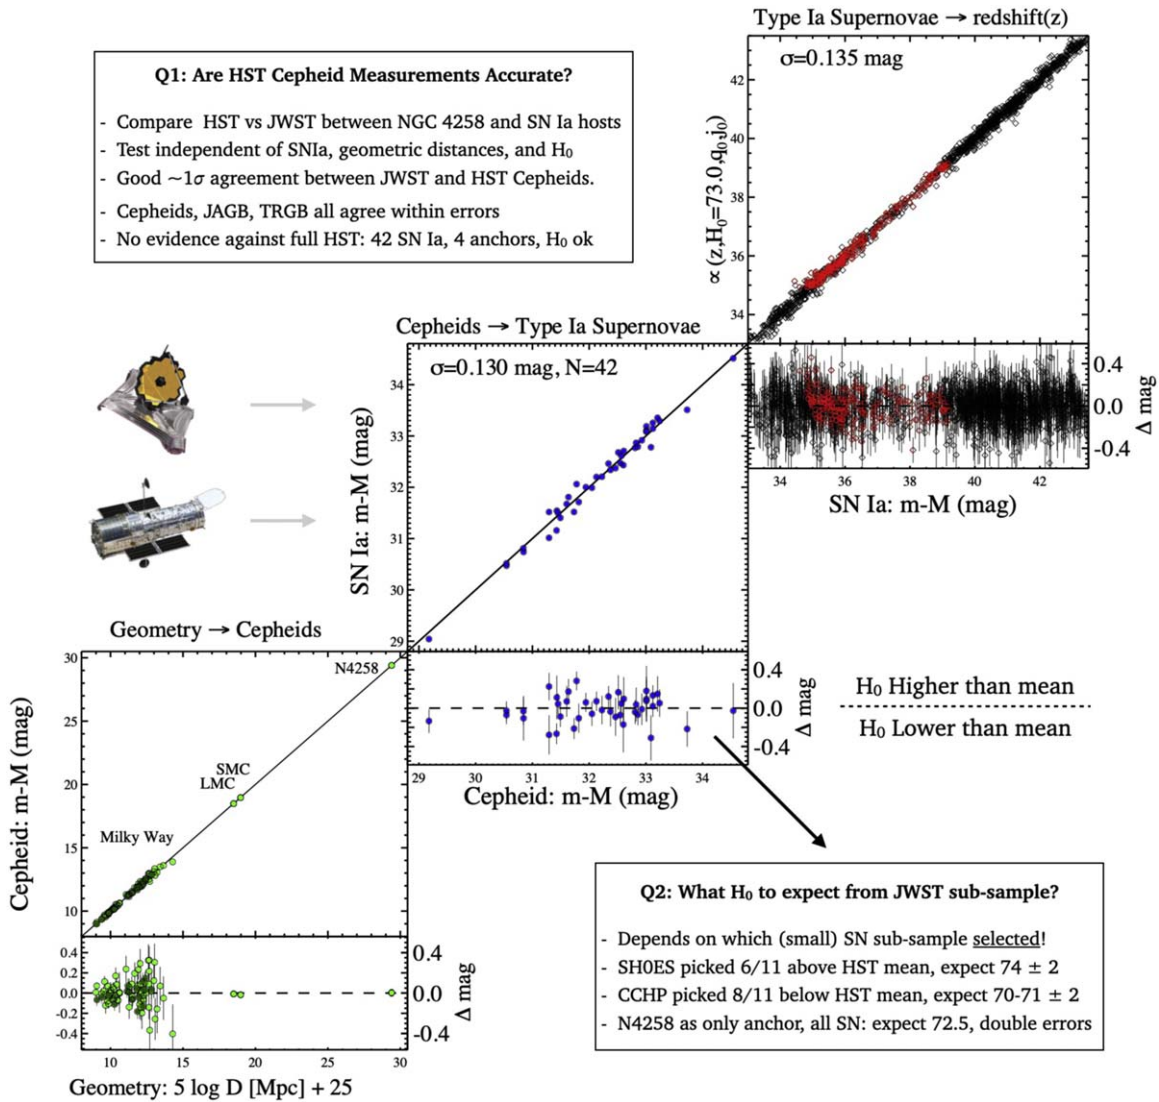 Type Ia Supernovae → redshift(z)
σ=0.135 mag
∝ (z,H₀=73.0,q₀,j₀)
42
40
38
36
34
0.4
0.0
-0.4
Δ mag
34 36 38 40 42
SN Ia: m-M (mag)
Q1: Are HST Cepheid Measurements Accurate?
- Compare HST vs JWST between NGC 4258 and SN Ia hosts
- Test independent of SNIa, geometric distances, and H₀
- Good ~1σ agreement between JWST and HST Cepheids.
- Cepheids, JAGB, TRGB all agree within errors
- No evidence against full HST: 42 SN Ia, 4 anchors, H₀ ok
Cepheids → Type Ia Supernovae
σ=0.130 mag, N=42
SN Ia: m-M (mag)
34
33
32
31
30
29
0.4
0.0
-0.4
Δ mag
29 30 31 32 33 34
Cepheid: m-M (mag)
H₀ Higher than mean
H₀ Lower than mean
Geometry → Cepheids
N4258
SMC
LMC
Milky Way
Cepheid: m-M (mag)
30
25
20
15
10
0.4
0.2
0.0
-0.2
-0.4
0.4
0.0
-0.4
Δ mag
10 15 20 25 30
Geometry: 5 log D [Mpc] + 25
Q2: What H₀ to expect from JWST sub-sample?
- Depends on which (small) SN sub-sample selected!
- SH0ES picked 6/11 above HST mean, expect 74 ± 2
- CCHP picked 8/11 below HST mean, expect 70-71 ± 2
- N4258 as only anchor, all SN: expect 72.5, double errors